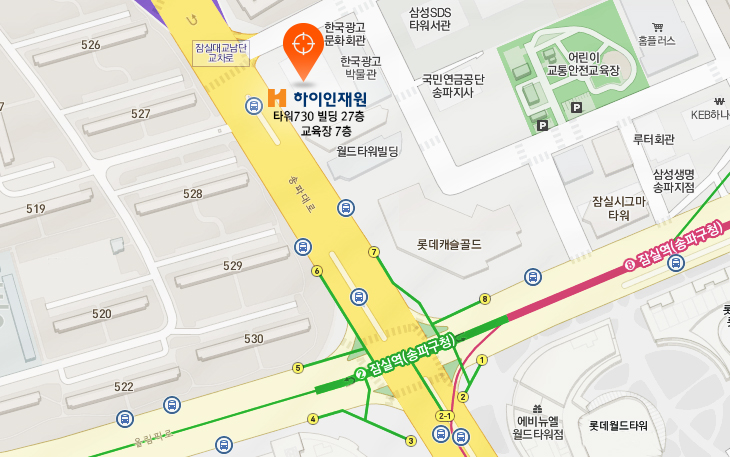 526
잠실대교남단
교차로
한국광고
문화회관
삼성SDS
타워서관
홈플러스
한국광고
박물관
어린이
교통안전교육장
국민연금공단
송파지사
하이인재원
타워730 빌딩 27층
교육장 7층
527
P
P
KEB하나
루터회관
월드타워빌딩
삼성생명
송파지점
528
송파대로
잠실시그마
타워
519
롯데캐슬골드
7
8 잠실역(송파구청)
529
6
8
520
530
2 잠실역(송파구청)
1
5
522
2
2-1
4
3
올림픽로
에비뉴엘
월드타워점
롯데월드타워